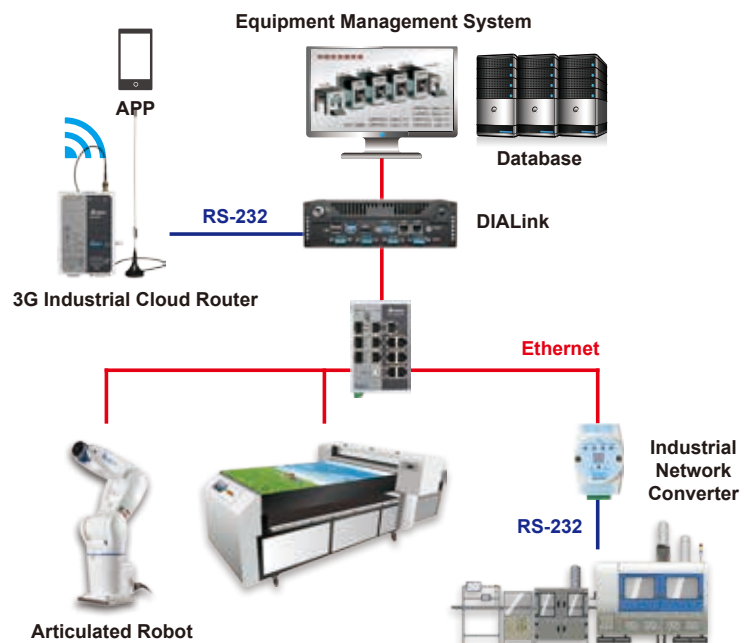 Equipment Management System
APP
Database
RS-232
DIALink
3G Industrial Cloud Router
Ethernet
Industrial
Network
Converter
RS-232
Articulated Robot